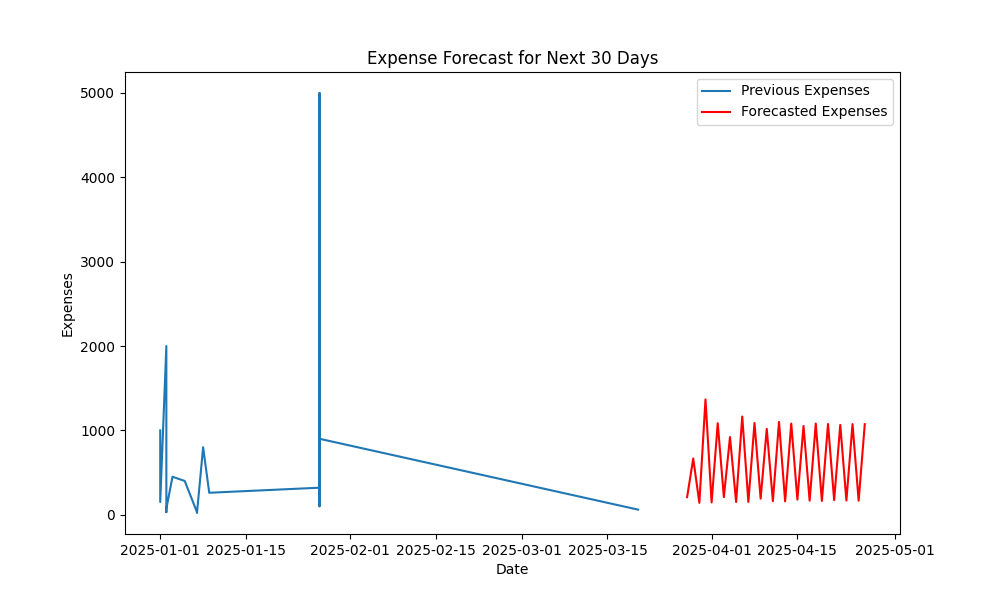 Expense Forecast for Next 30 Days
Previous Expenses
Forecasted Expenses
5000
4000
3000
2000
1000
0
Expenses
2025-01-01 2025-01-15 2025-02-01 2025-02-15 2025-03-01 2025-03-15 2025-04-01 2025-04-15 2025-05-01
Date